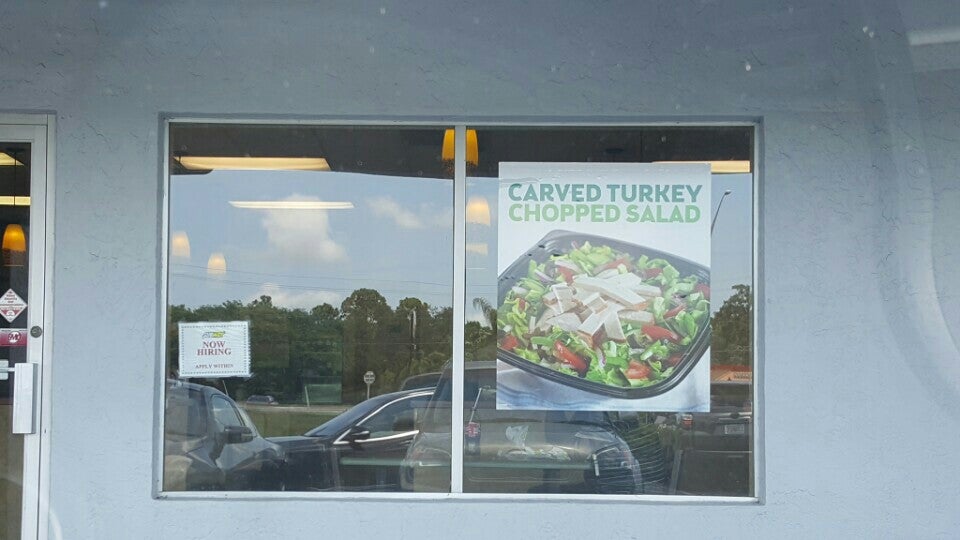 CARVED TURKEY
CHOPPED SALAD
NOW
HIRING
APPLY WITHIN